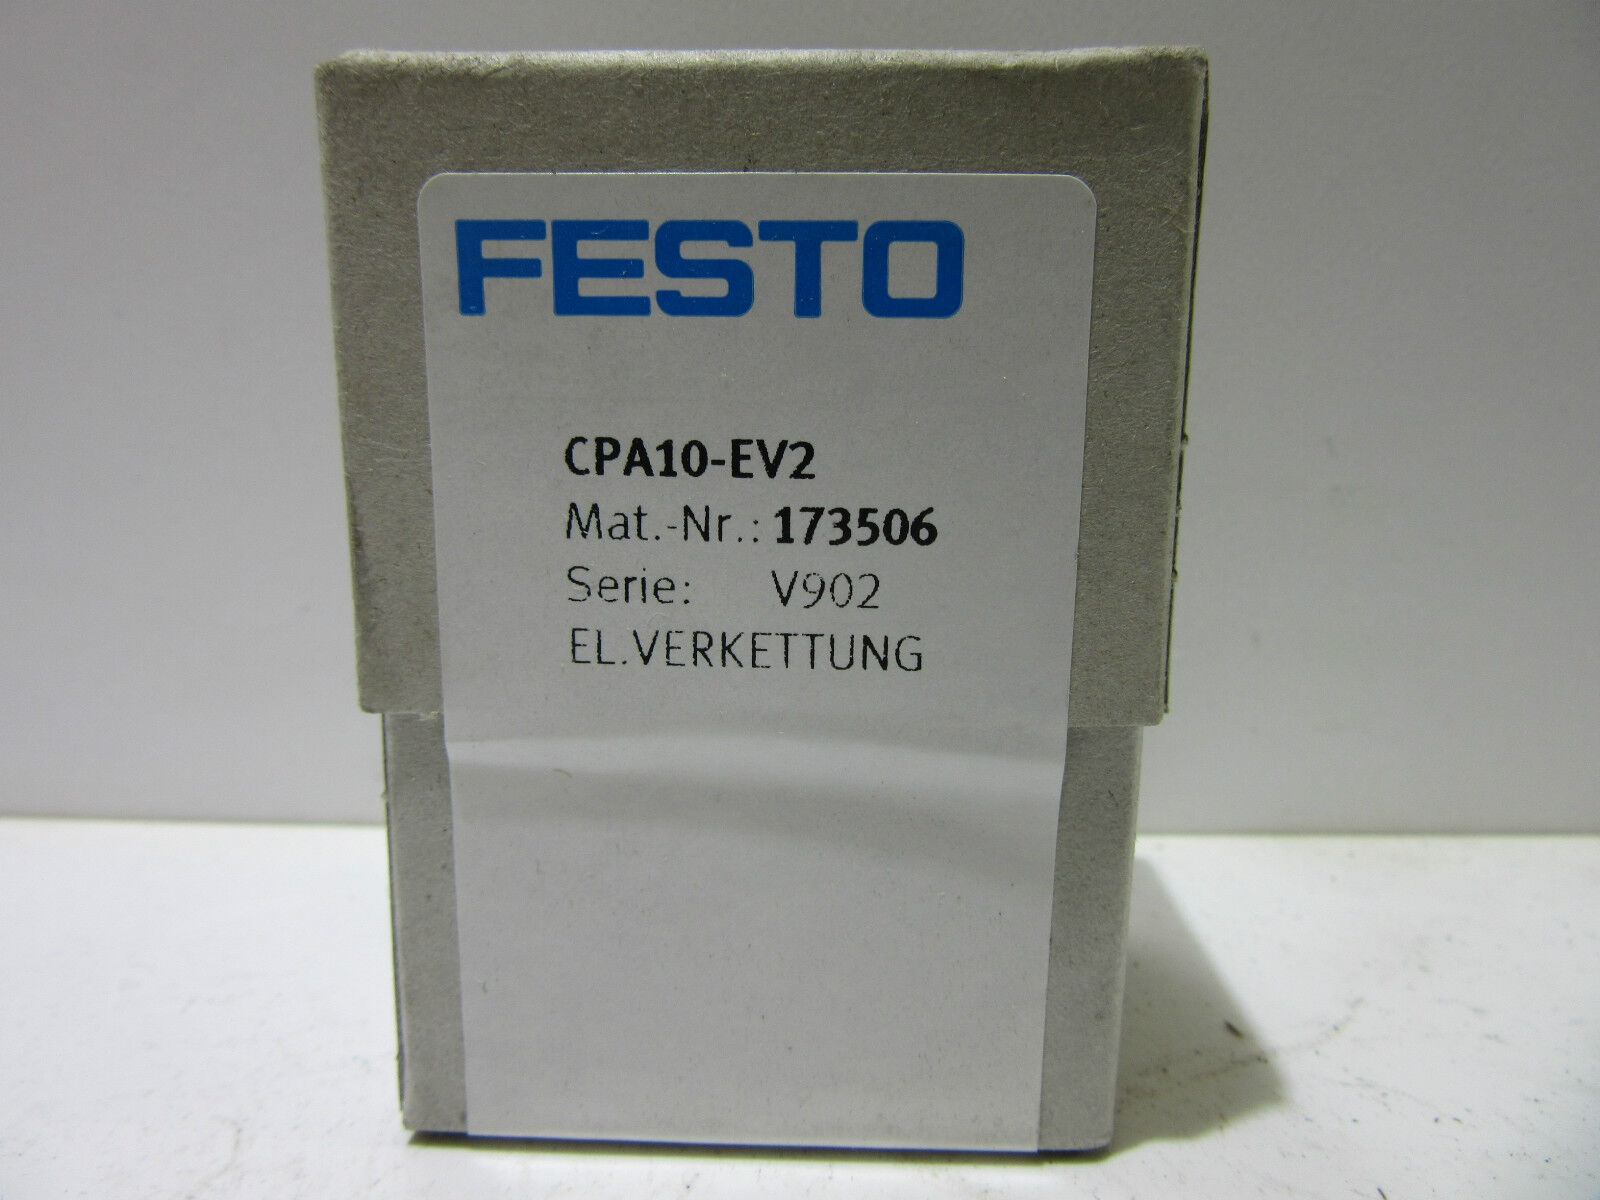 FESTO
CPA10-EV2
Mat.-Nr.: 173506
Serie: V902
EL.VERKETTUNG